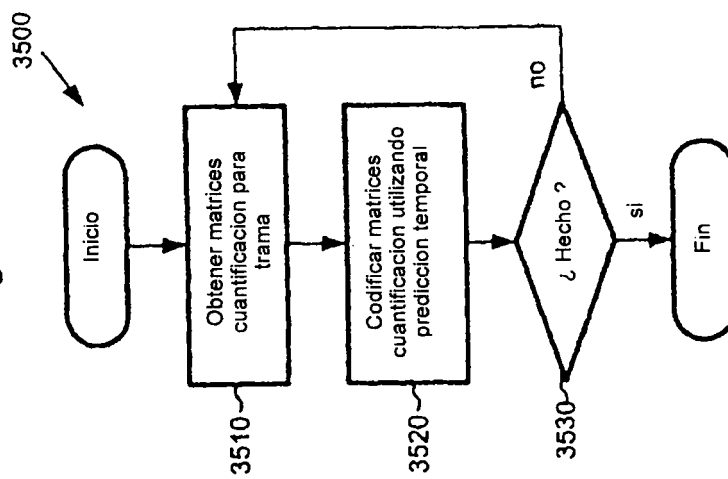 3500
Inicio
Obtener matrices
cuantificacion para
trama
3510
Codificar matrices
cuantificacion utilizando
prediccion temporal
3520
¿ Hecho ?
no
3530
si
Fin